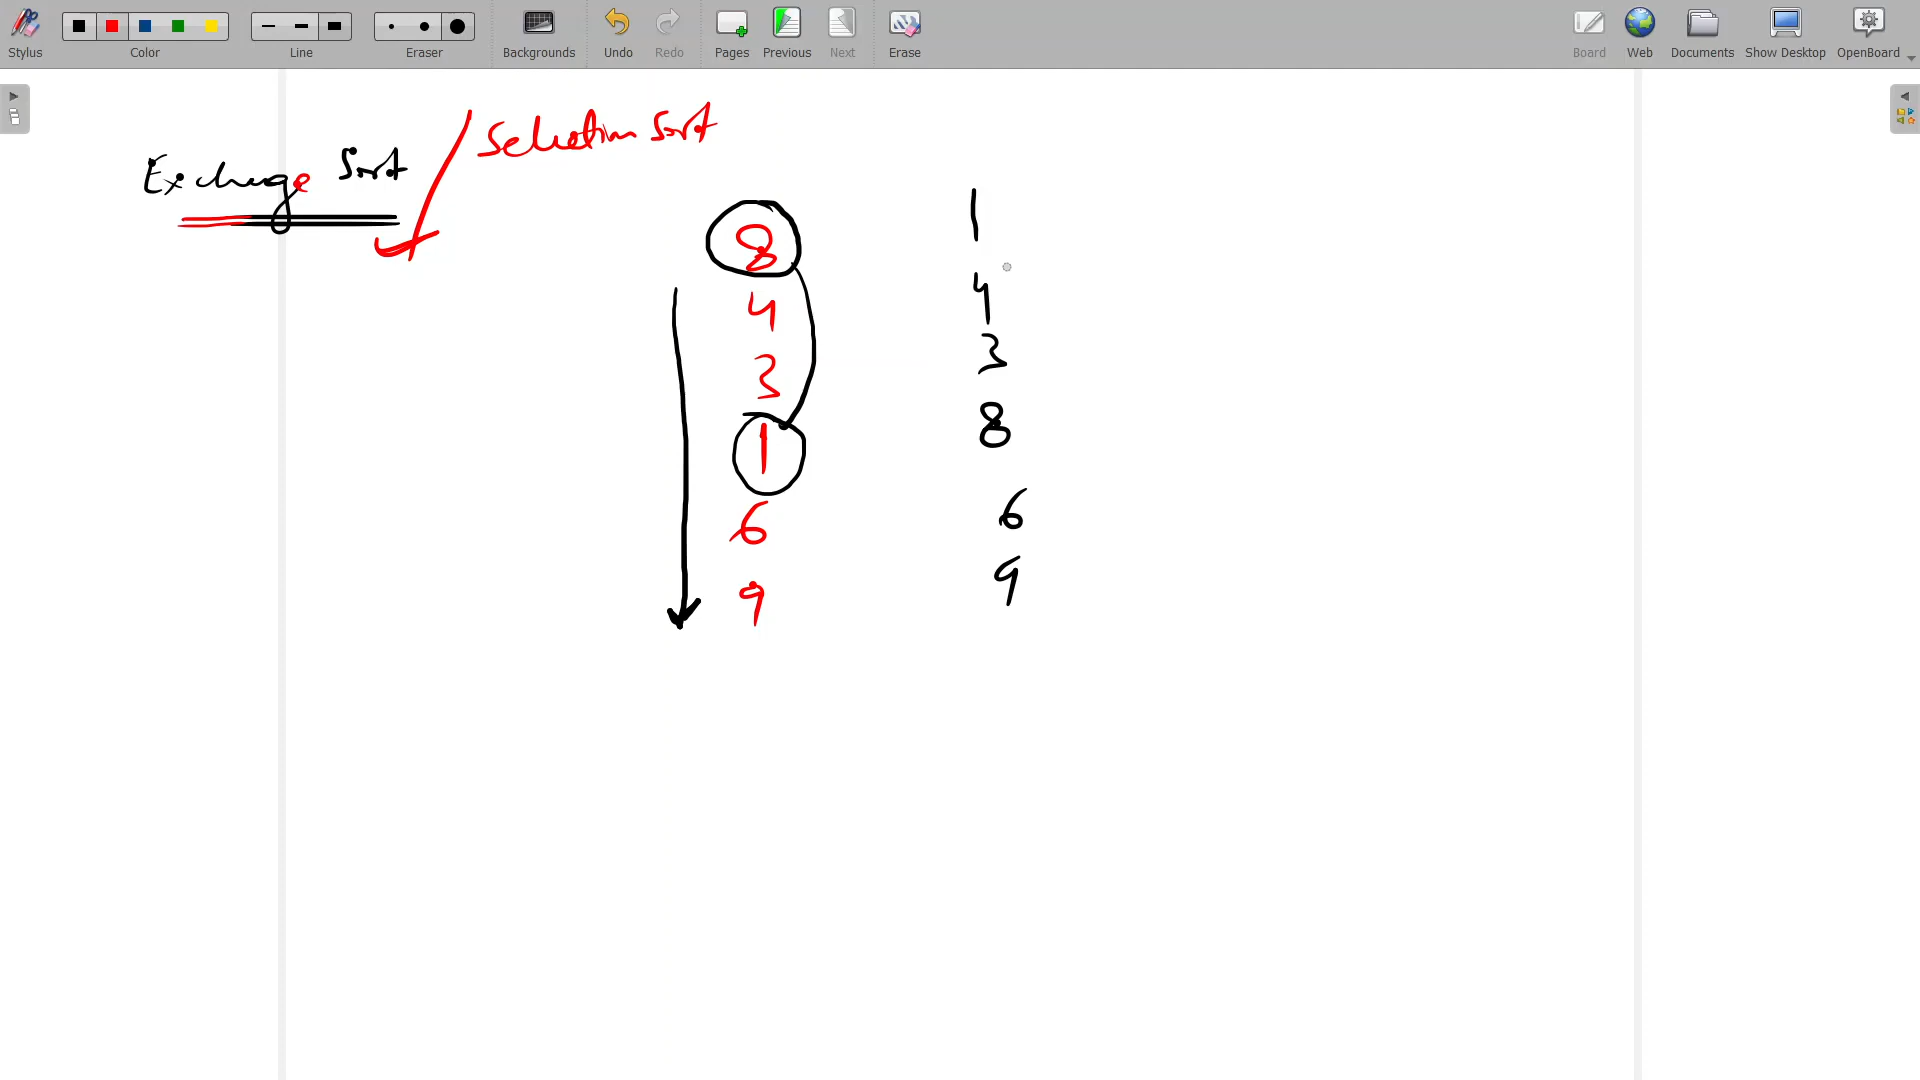 Stylus
Color
Line
Eraser
Backgrounds
Undo
Redo
Pages
Previous
Next
Erase
Board
Web
Documents
Show Desktop
OpenBoard
Exchange Sort
Selection Sort
8
4
3
1
6
9
1
4
3
8
6
9